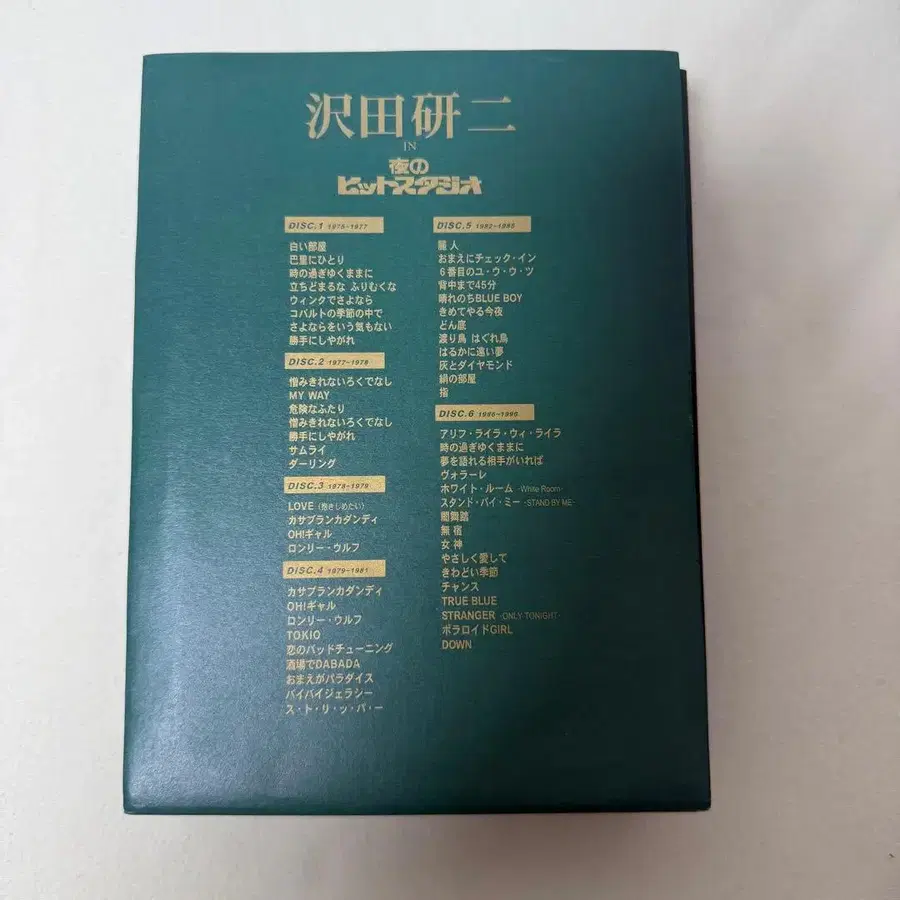 沢田研二
IN
夜の
ヒットスタジオ
DISC.1 1975-1977
白い部屋
巴里にひとり
時の過ぎゆくままに
立ちどまるな ふりむくな
ウィンクでさよなら
コバルトの季節の中で
さよならをいう気もない
勝手にしやがれ
DISC.2 1977-1978
憎みきれないろくでなし
MY WAY
危険なふたり
憎みきれないろくでなし
勝手にしやがれ
サムライ
ダーリング
DISC.3 1978-1979
LOVE（抱きしめたい）
カサブランカダンディ
OH!ギャル
ロンリー・ウルフ
DISC.4 1979-1981
カサブランカダンディ
OH!ギャル
ロンリー・ウルフ
TOKIO
恋のバッドチューニング
酒場でDABADA
おまえがパラダイス
バイバイジェラシー
ス・ト・リ・ッ・パ・ー
DISC.5 1982-1985
麗人
おまえにチェック・イン
6番目のユ・ウ・ウ・ツ
背中まで45分
晴れのちBLUE BOY
きめてやる今夜
どん底
渡り鳥 はぐれ鳥
はるかに遠い夢
灰とダイヤモンド
絹の部屋
指
DISC.6
アリフ・ライラ・ウィ・ライラ
時の過ぎゆくままに
夢を語れる相手がいれば
ヴォラーレ
ホワイト・ルーム -White Room-
スタンド・バイ・ミー -STAND BY ME-
闇舞踏
無宿
女神
やさしく愛して
きわどい季節
チャンス
TRUE BLUE
STRANGER -ONLY TONIGHT-
ポラロイドGIRL
DOWN